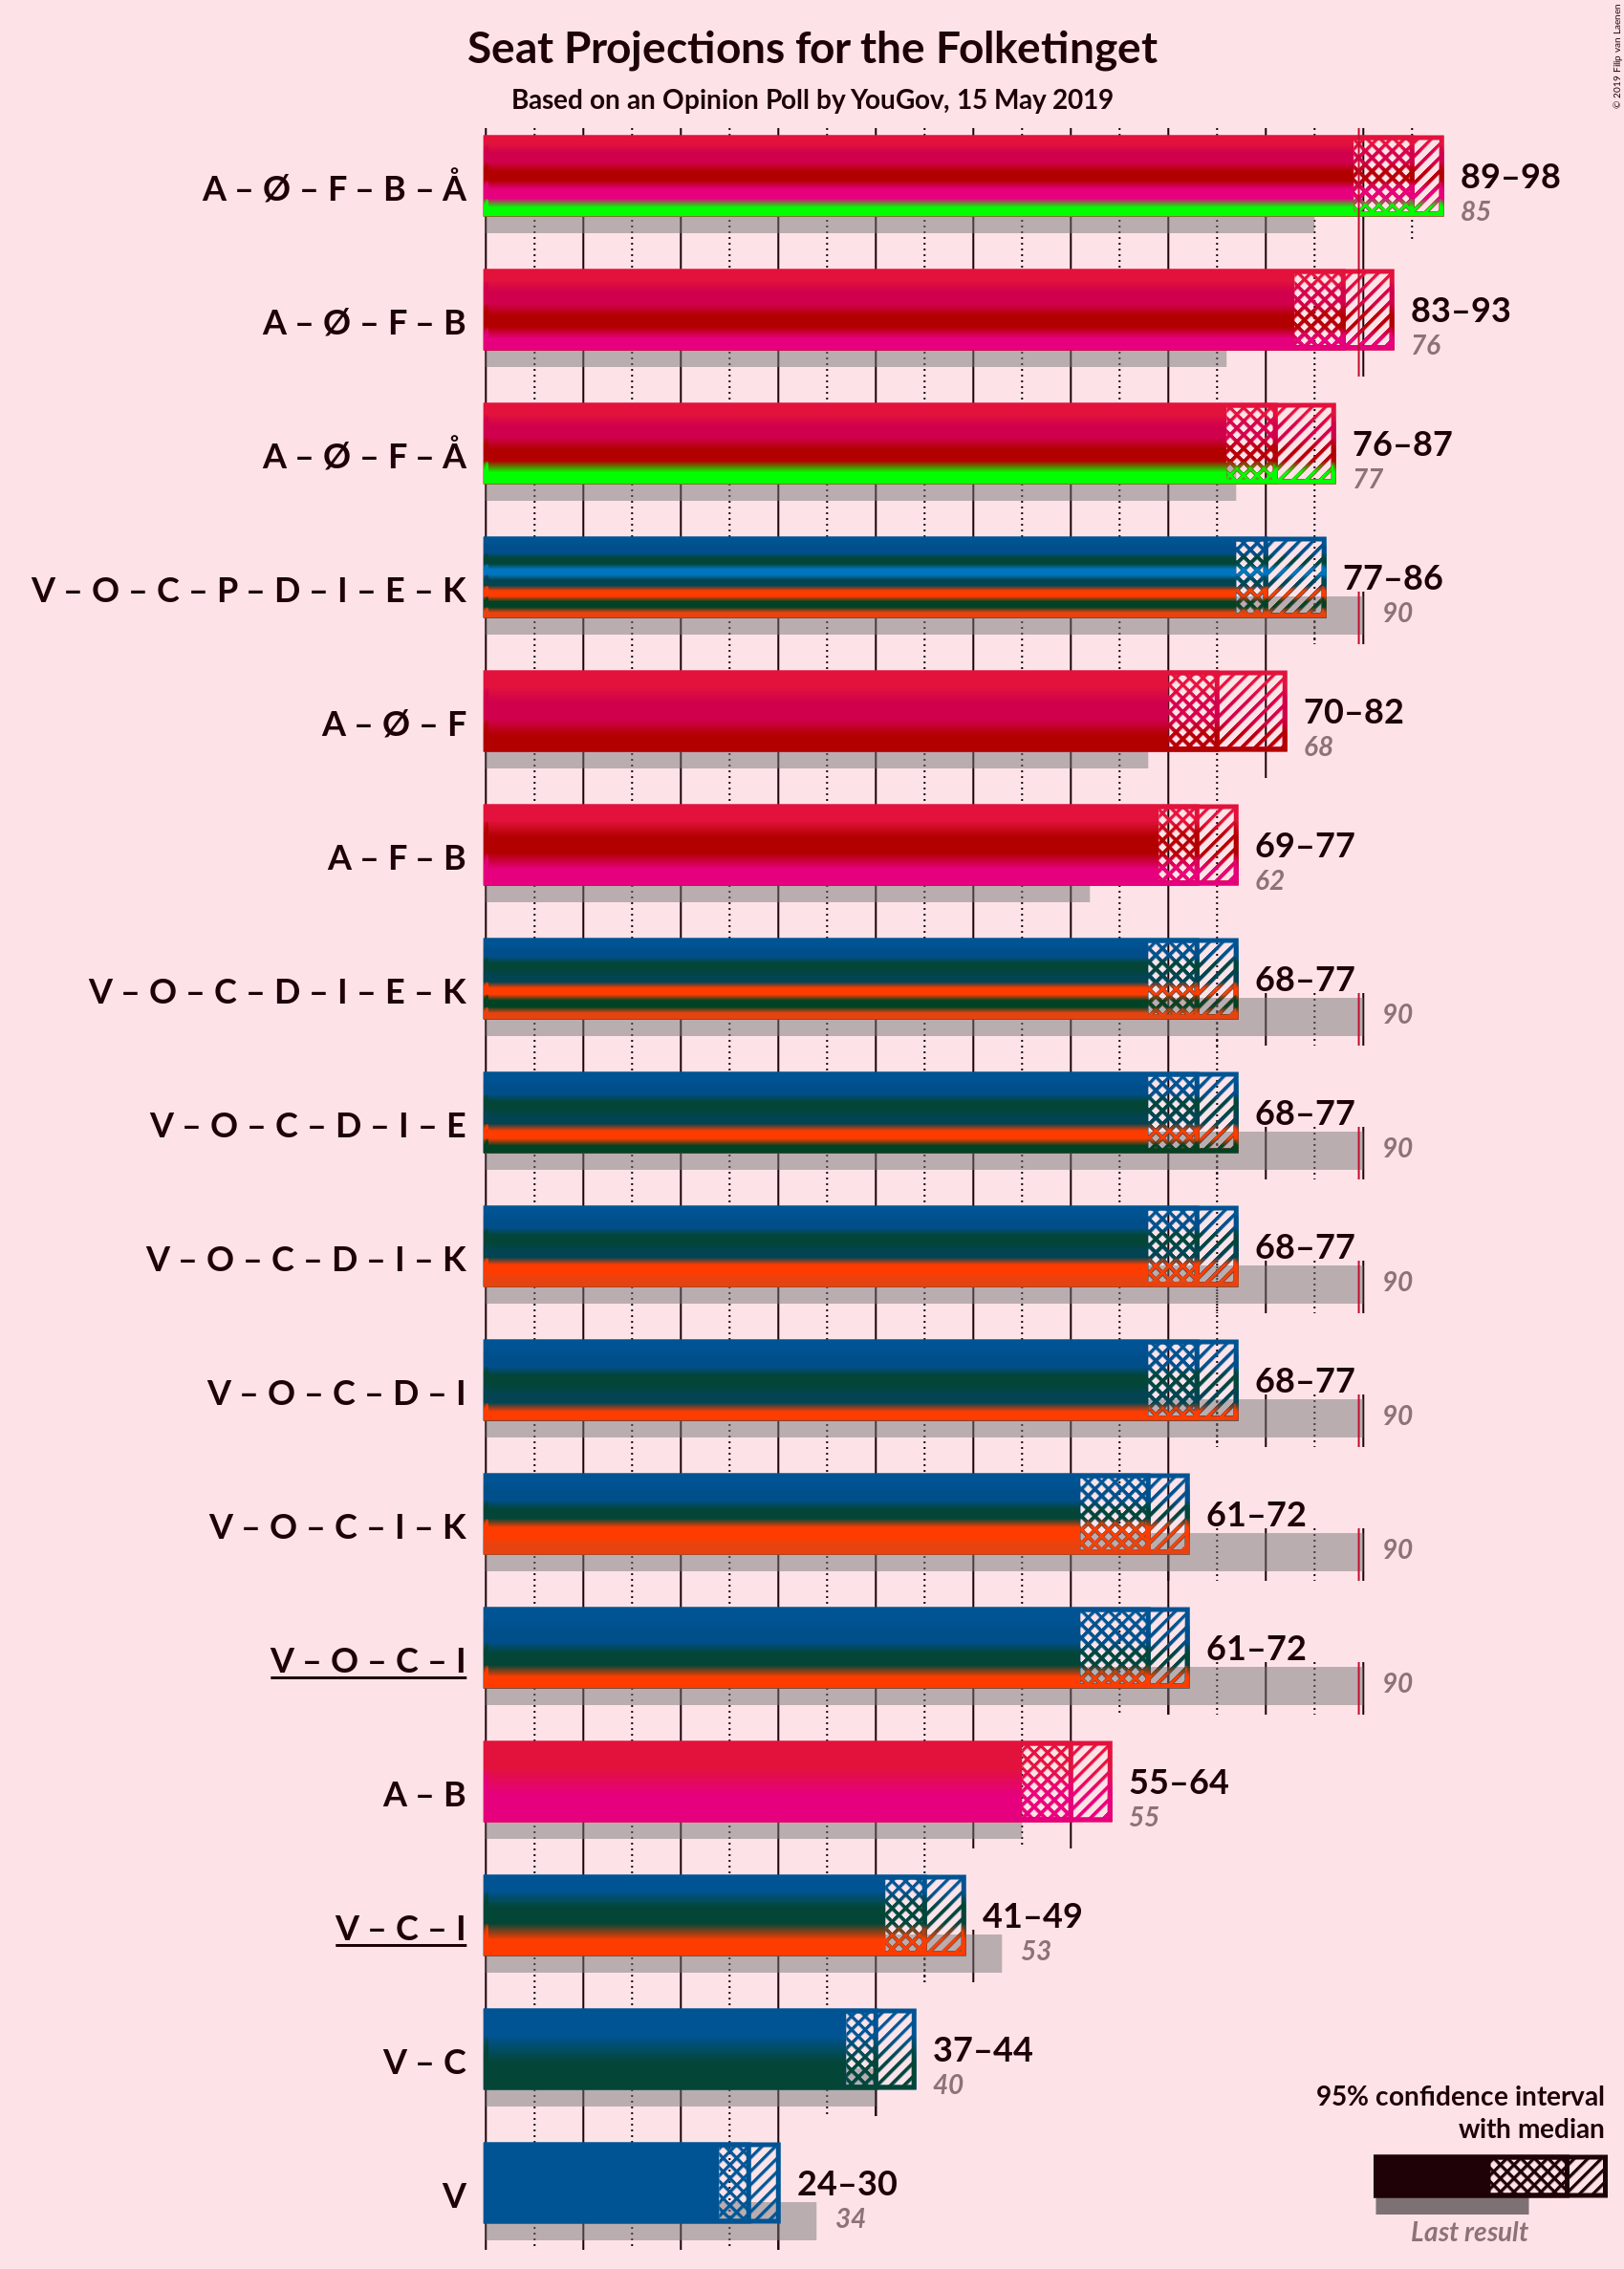 Seat Projections for the Folketinget
Based on an Opinion Poll by YouGov, 15 May 2019
© 2019 Filip van Laenen
A – Ø – F – B – Å
89–98
85
A – Ø – F – B
83–93
76
A – Ø – F – Å
76–87
77
V – O – C – P – D – I – E – K
77–86
90
A – Ø – F
70–82
68
A – F – B
69–77
62
V – O – C – D – I – E – K
68–77
90
V – O – C – D – I – E
68–77
90
V – O – C – D – I – K
68–77
90
V – O – C – D – I
68–77
90
V – O – C – I – K
61–72
90
V – O – C – I
61–72
90
A – B
55–64
55
V – C – I
41–49
53
V – C
37–44
40
V
24–30
34
95% confidence interval
with median
Last result